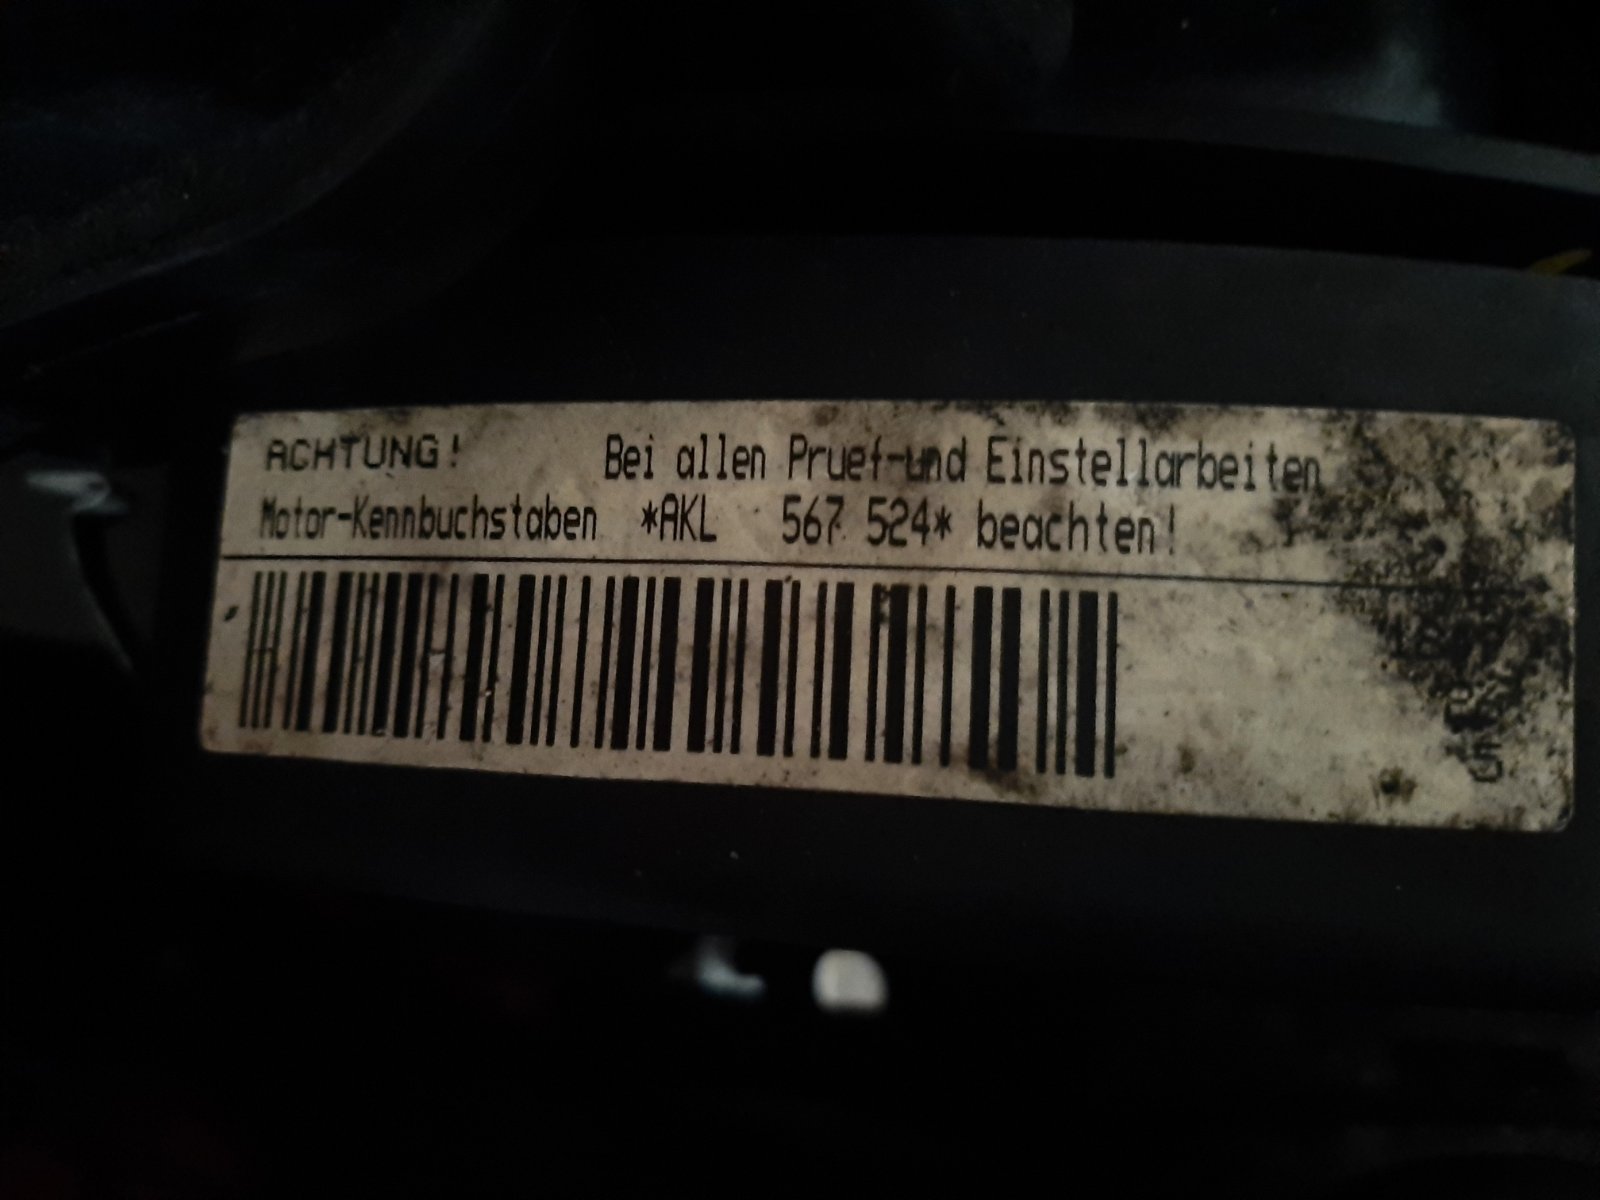 ACHTUNG! Bei allen Pruef-und Einstellarbeiten
Motor-Kennbuchstaben *AKL 567 524* beachten!